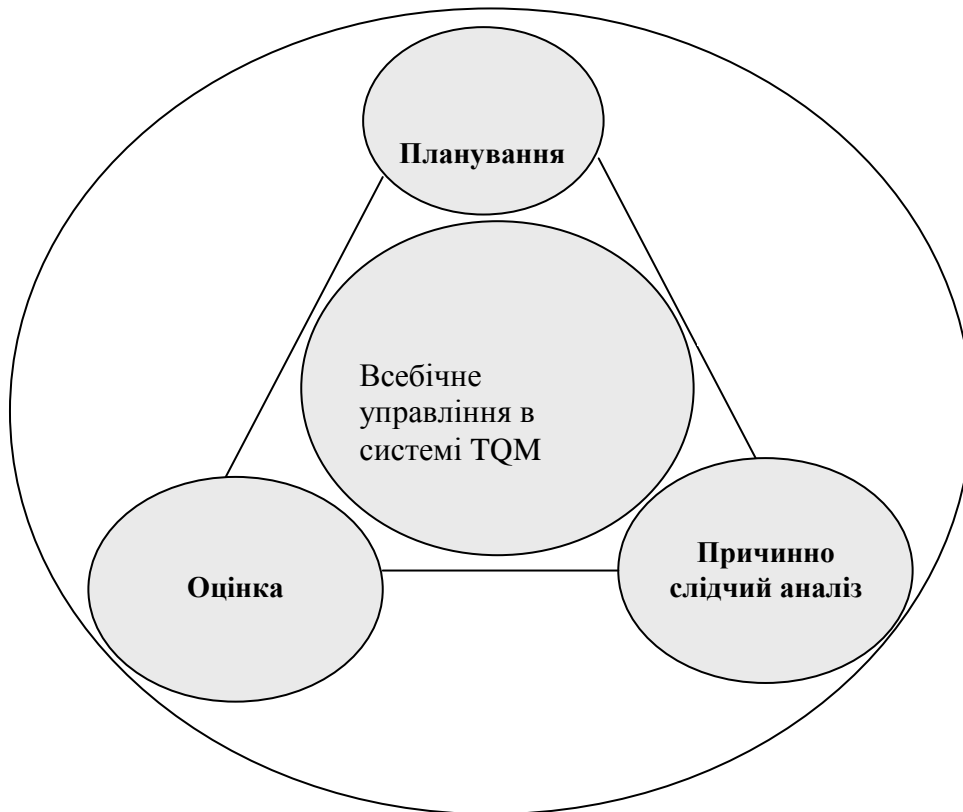 Планування
Всебічне
управління в
системі TQM
Оцінка
Причинно
слідчий аналіз